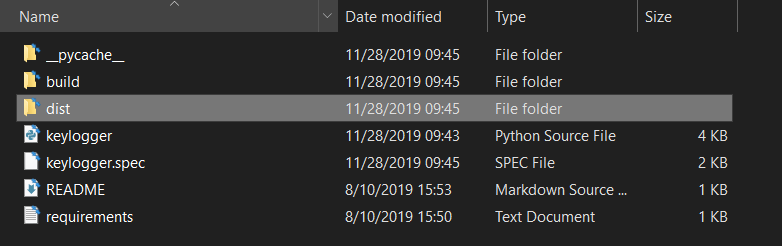 Name Date modified Type Size
__pycache__ 11/28/2019 09:45 File folder
build 11/28/2019 09:45 File folder
dist 11/28/2019 09:45 File folder
keylogger 11/28/2019 09:43 Python Source File 4 KB
keylogger.spec 11/28/2019 09:45 SPEC File 2 KB
README 8/10/2019 15:53 Markdown Source ... 1 KB
requirements 8/10/2019 15:50 Text Document 1 KB